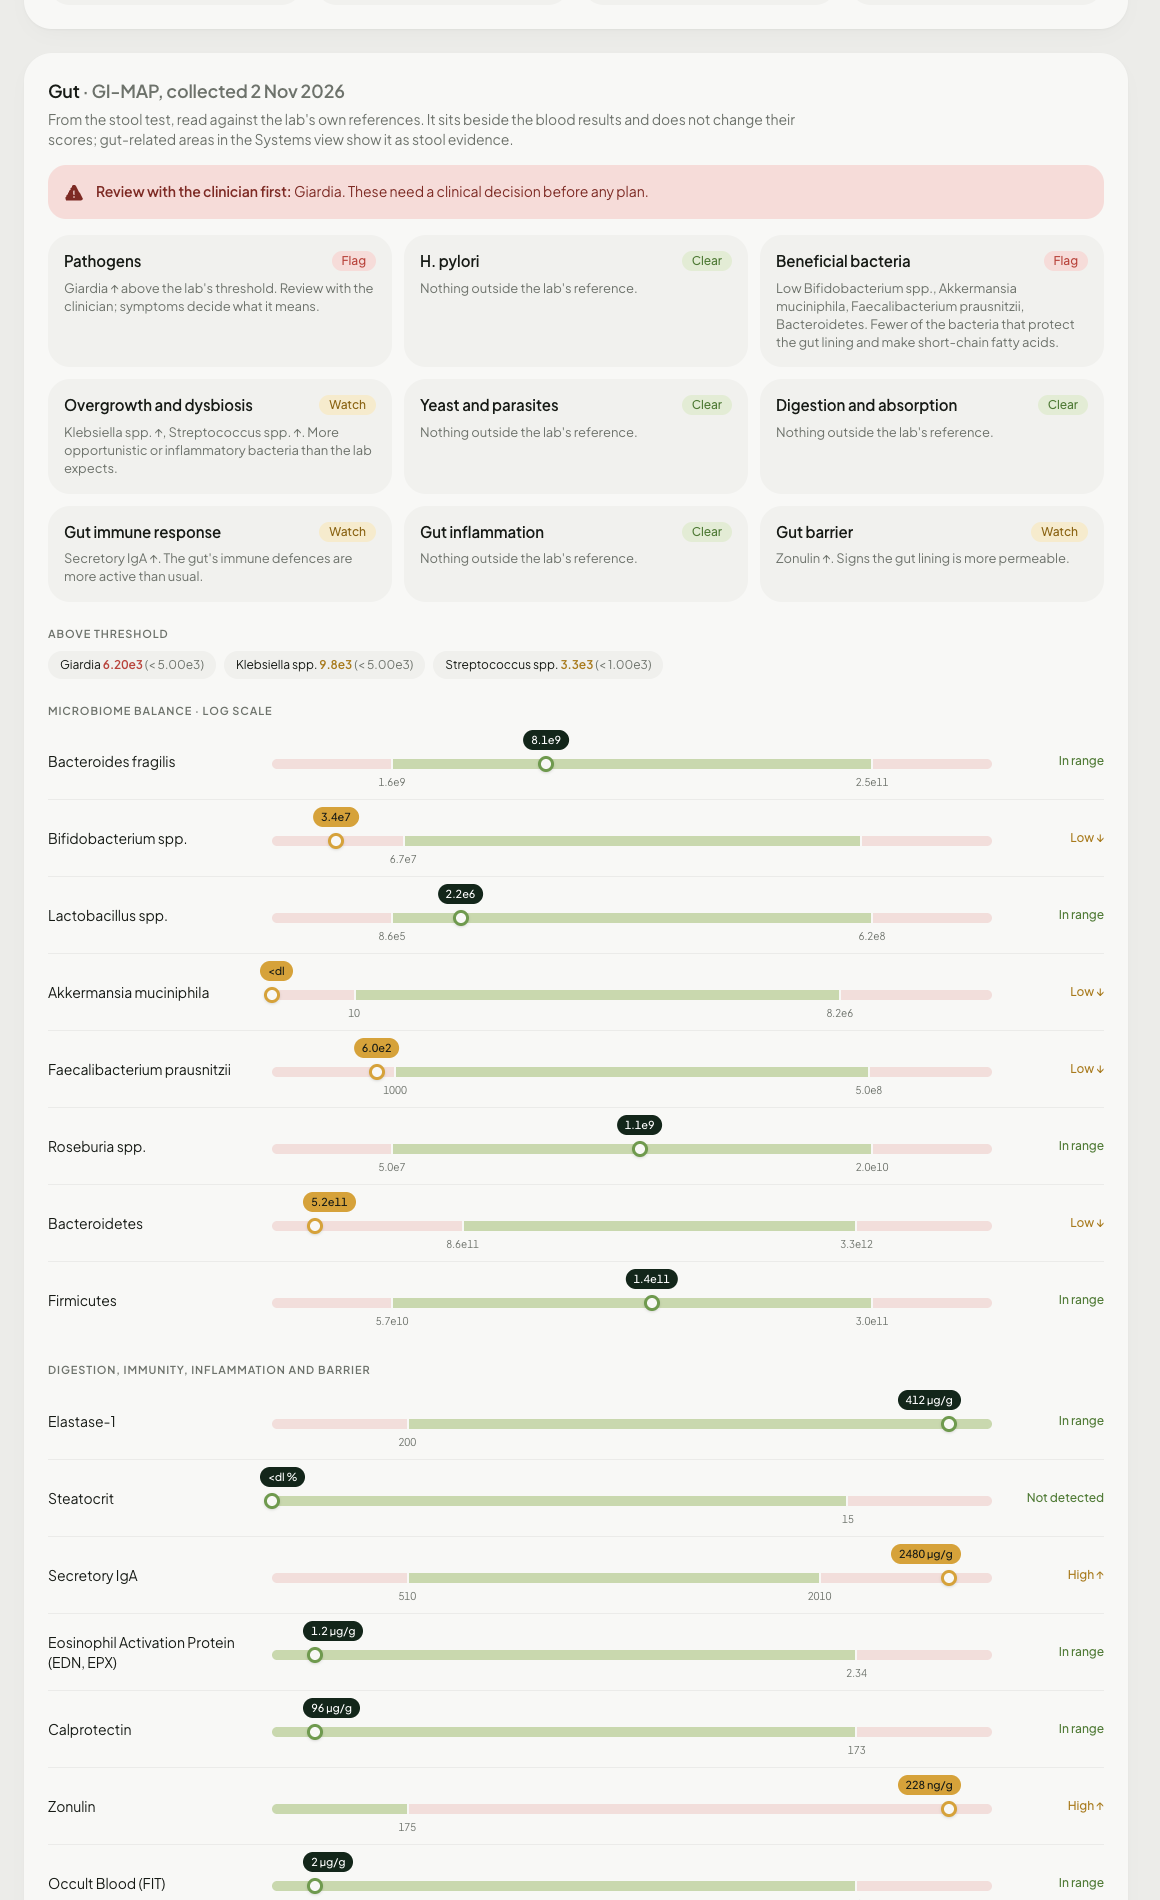 Gut · GI-MAP, collected 2 Nov 2026
From the stool test, read against the lab's own references. It sits beside the blood results and does not change their
scores; gut-related areas in the Systems view show it as stool evidence.
Review with the clinician first: Giardia. These need a clinical decision before any plan.
Pathogens
Flag
Giardia ↑ above the lab's threshold. Review with the
clinician; symptoms decide what it means.
H. pylori
Clear
Nothing outside the lab's reference.
Beneficial bacteria
Flag
Low Bifidobacterium spp., Akkermansia
muciniphila, Faecalibacterium prausnitzii,
Bacteroidetes. Fewer of the bacteria that protect
the gut lining and make short-chain fatty acids.
Overgrowth and dysbiosis
Watch
Klebsiella spp. ↑, Streptococcus spp. ↑. More
opportunistic or inflammatory bacteria than the lab
expects.
Yeast and parasites
Clear
Nothing outside the lab's reference.
Digestion and absorption
Clear
Nothing outside the lab's reference.
Gut immune response
Watch
Secretory IgA ↑. The gut's immune defences are
more active than usual.
Gut inflammation
Clear
Nothing outside the lab's reference.
Gut barrier
Watch
Zonulin ↑. Signs the gut lining is more permeable.
ABOVE THRESHOLD
Giardia 6.20e3 (< 5.00e3)
Klebsiella spp. 9.8e3 (< 5.00e3)
Streptococcus spp. 3.3e3 (< 1.00e3)
MICROBIOME BALANCE · LOG SCALE
8.1e9
Bacteroides fragilis
In range
1.6e9
2.5e11
3.4e7
Bifidobacterium spp.
Low ↓
6.7e7
2.2e6
Lactobacillus spp.
In range
8.6e5
6.2e8
<dl
Akkermansia muciniphila
Low ↓
10
8.2e6
6.0e2
Faecalibacterium prausnitzii
Low ↓
1000
5.0e8
1.1e9
Roseburia spp.
In range
5.0e7
2.0e10
5.2e11
Bacteroidetes
Low ↓
8.6e11
3.3e12
1.4e11
Firmicutes
In range
5.7e10
3.0e11
DIGESTION, IMMUNITY, INFLAMMATION AND BARRIER
412 µg/g
Elastase-1
In range
200
<dl %
Steatocrit
Not detected
15
2480 µg/g
Secretory IgA
High ↑
510
2010
1.2 µg/g
Eosinophil Activation Protein
(EDN, EPX)
In range
2.34
96 µg/g
Calprotectin
In range
173
228 ng/g
Zonulin
High ↑
175
2 µg/g
Occult Blood (FIT)
In range